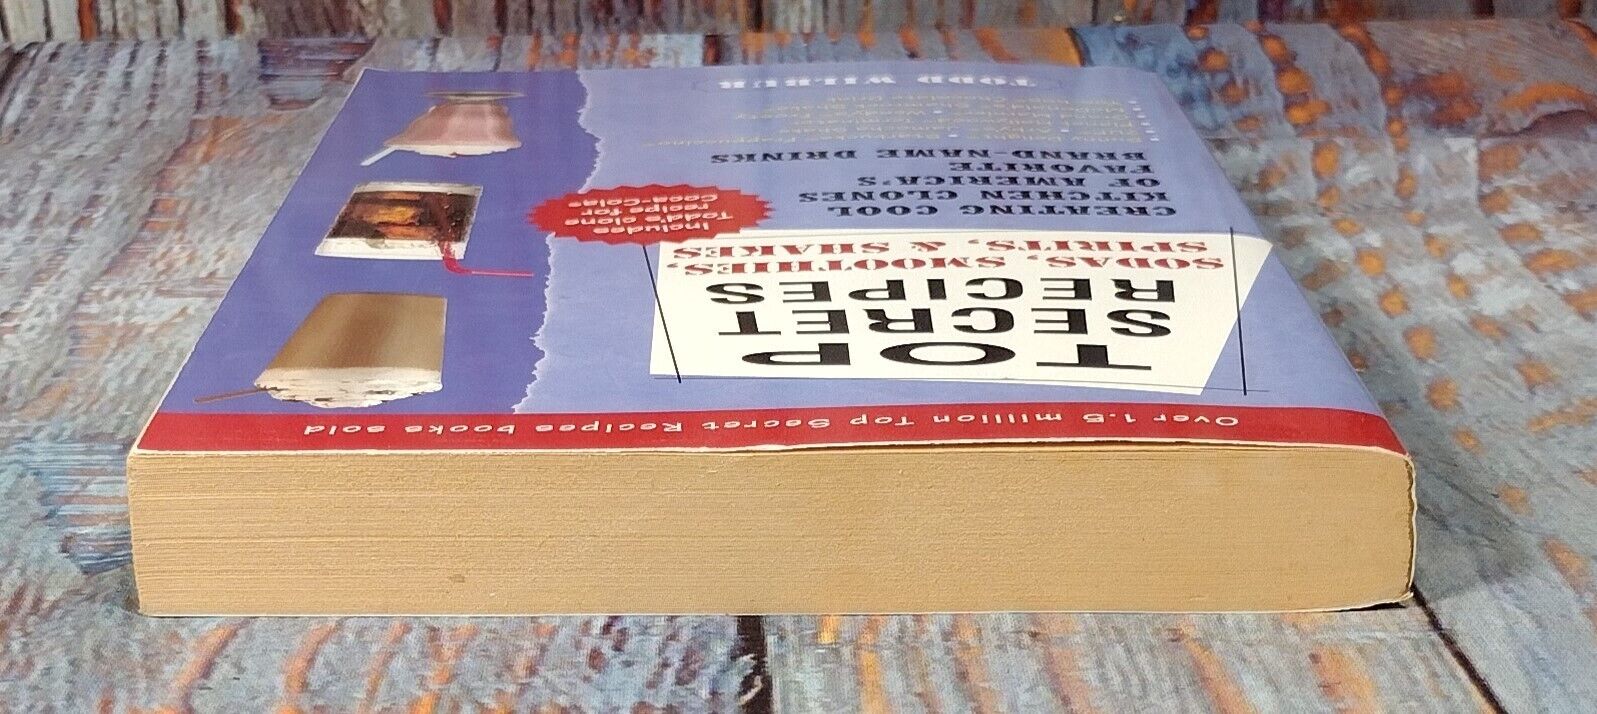 Over 1.5 million Top Secret Recipes books sold
TOP
SECRET
RECIPES
SODAS, SMOOTHIES,
SPIRITS, & SHAKES
Includes
Todd's clone
recipe for
Coca-Cola®
CREATING COOL
KITCHEN CLONES
OF AMERICA'S
FAVORITE
BRAND-NAME DRINKS
Frappuccino®
TODD WILBUR